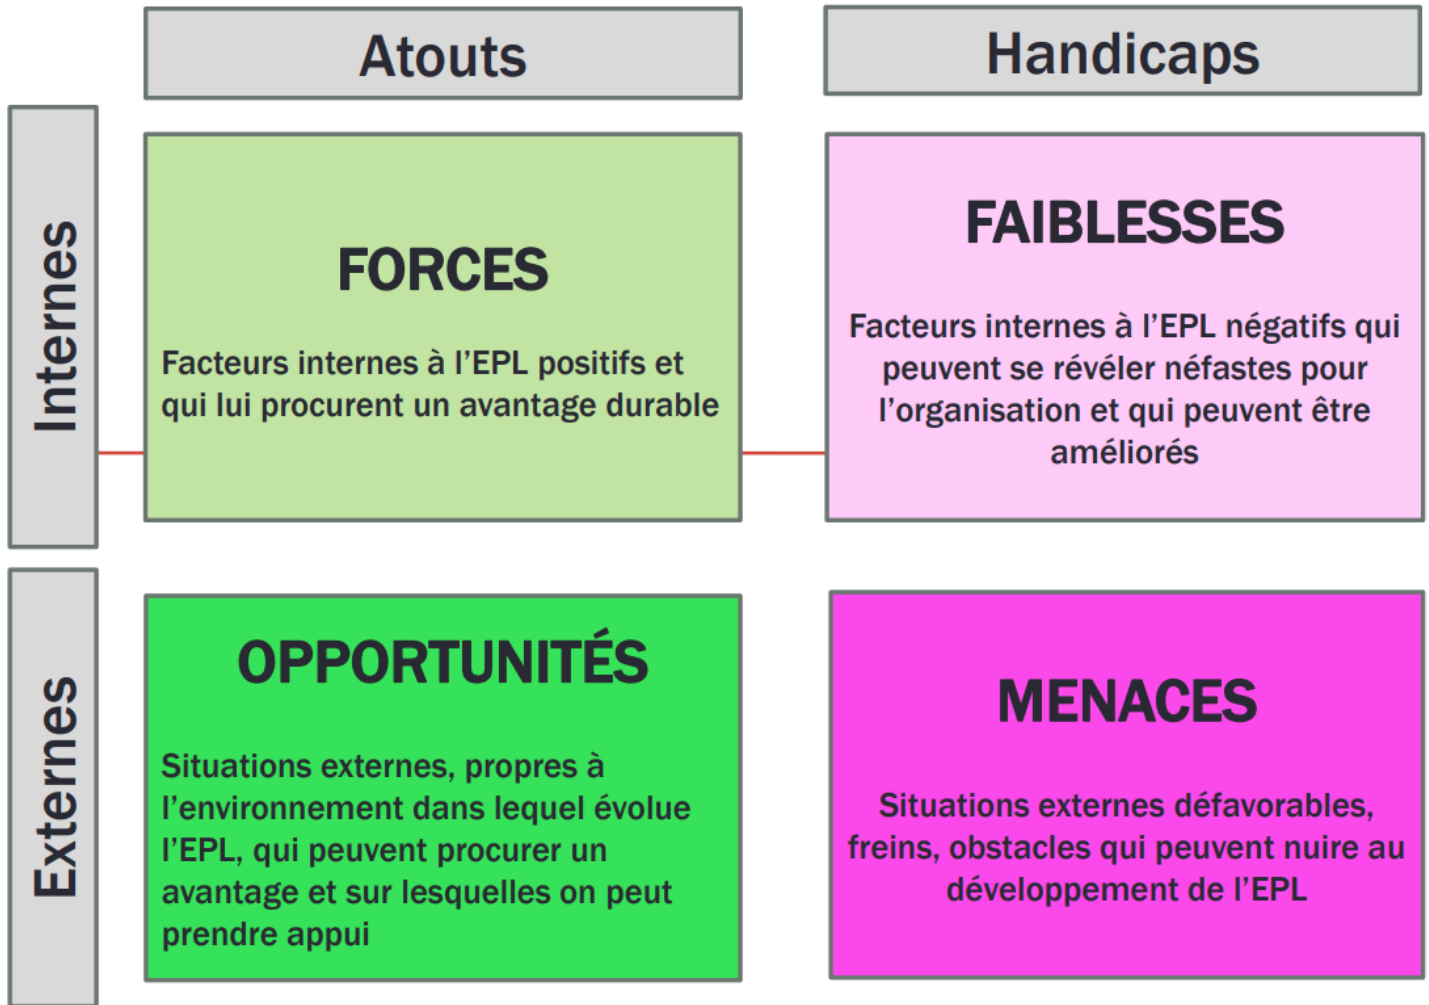 Atouts
Handicaps
Internes
FORCES
Facteurs internes à l'EPL positifs et
qui lui procurent un avantage durable
FAIBLESSES
Facteurs internes à l'EPL négatifs qui
peuvent se révéler néfastes pour
l'organisation et qui peuvent être
améliorés
Externes
OPPORTUNITÉS
Situations externes, propres à
l'environnement dans lequel évolue
l'EPL, qui peuvent procurer un
avantage et sur lesquelles on peut
prendre appui
MENACES
Situations externes défavorables,
freins, obstacles qui peuvent nuire au
développement de l'EPL